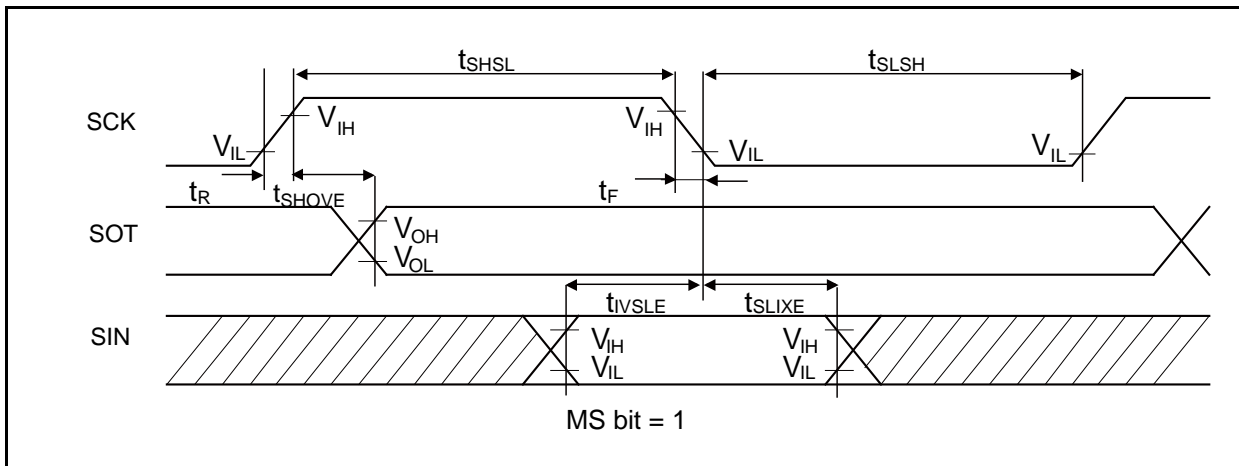 tSHSL tSLSH
SCK VIH VIH
VIL VIL VIL
tR tSHOVE tF
SOT VOH
VOL
tIVSLE tSLIXE
SIN VIH VIH
VIL VIL
MS bit = 1